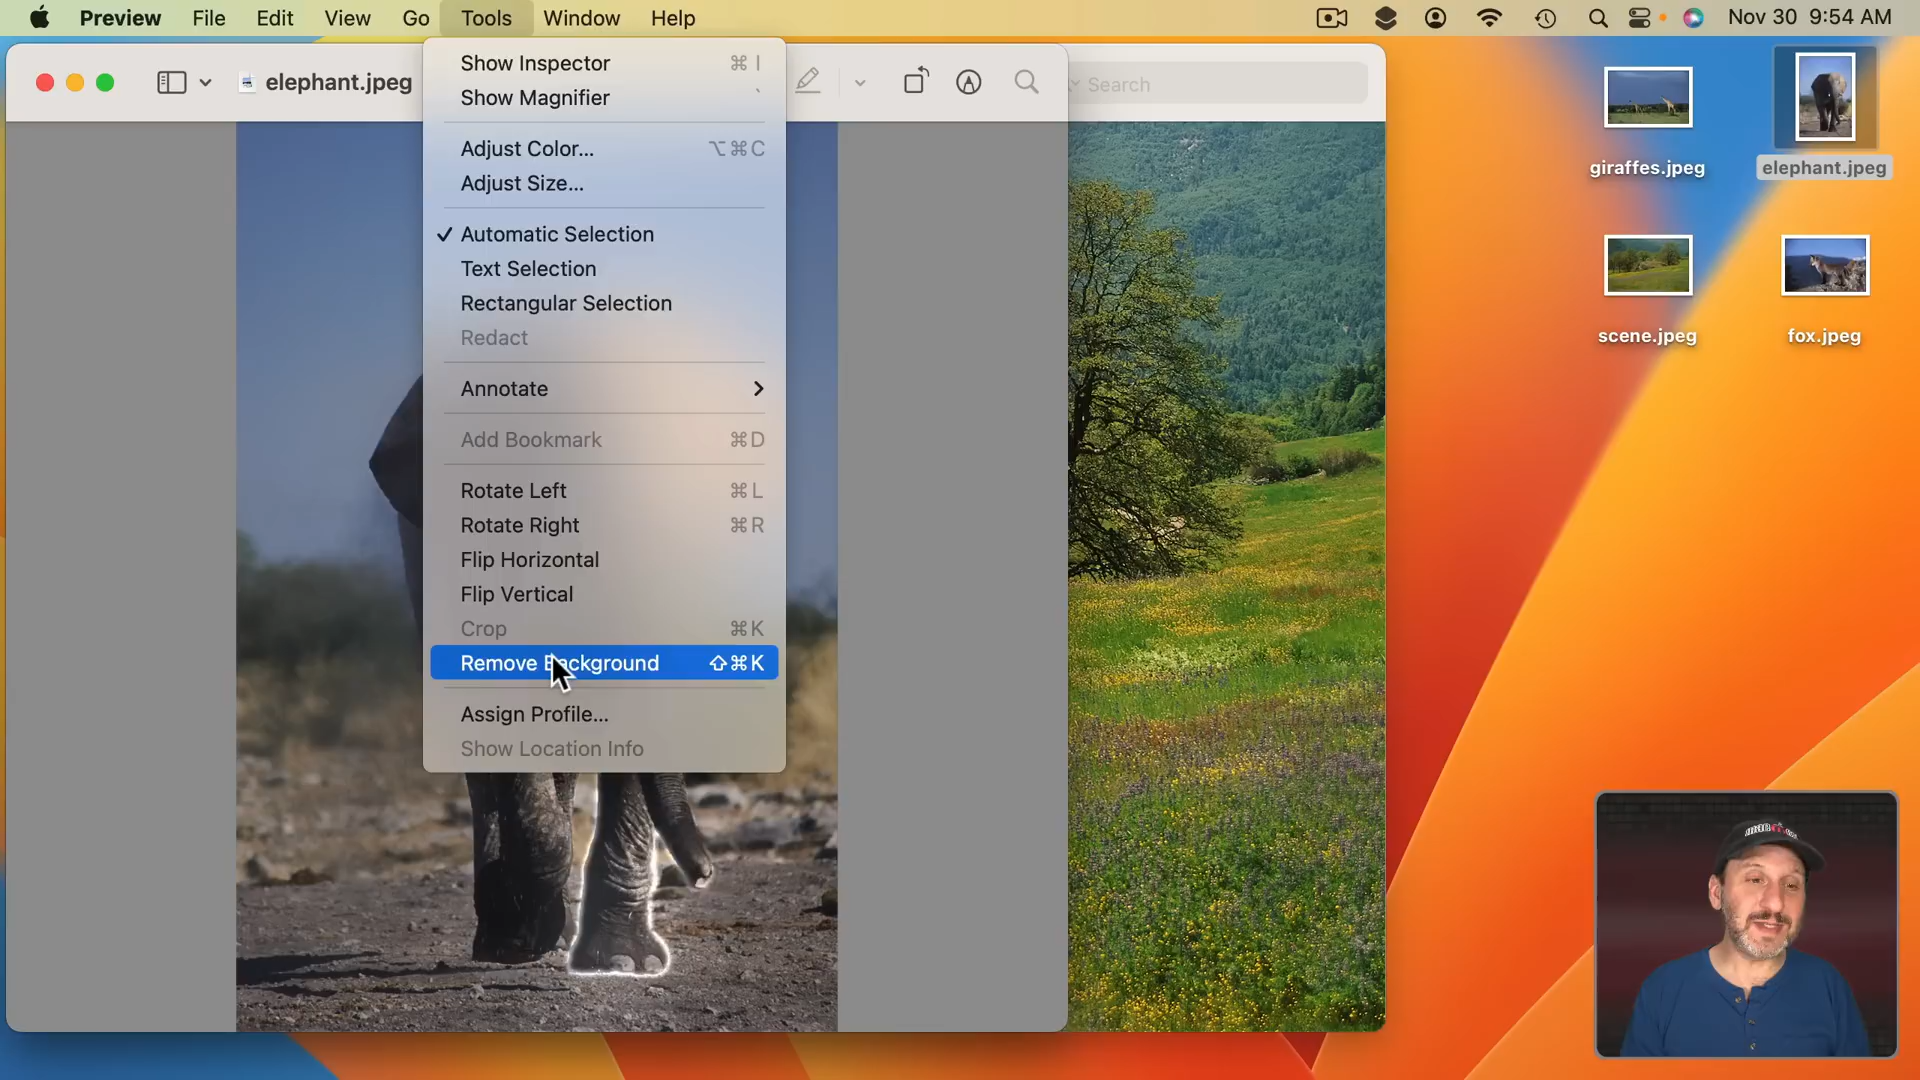 Preview File Edit View Go Tools Window Help Nov 30 9:54 AM
elephant.jpeg
Search
Show Inspector ⌘ I
Show Magnifier `
Adjust Color... ⌥⌘C
Adjust Size...
✓ Automatic Selection
Text Selection
Rectangular Selection
Redact
Annotate >
Add Bookmark ⌘D
Rotate Left ⌘L
Rotate Right ⌘R
Flip Horizontal
Flip Vertical
Crop ⌘K
Remove Background ⇧⌘K
Assign Profile...
Show Location Info
giraffes.jpeg
elephant.jpeg
scene.jpeg
fox.jpeg